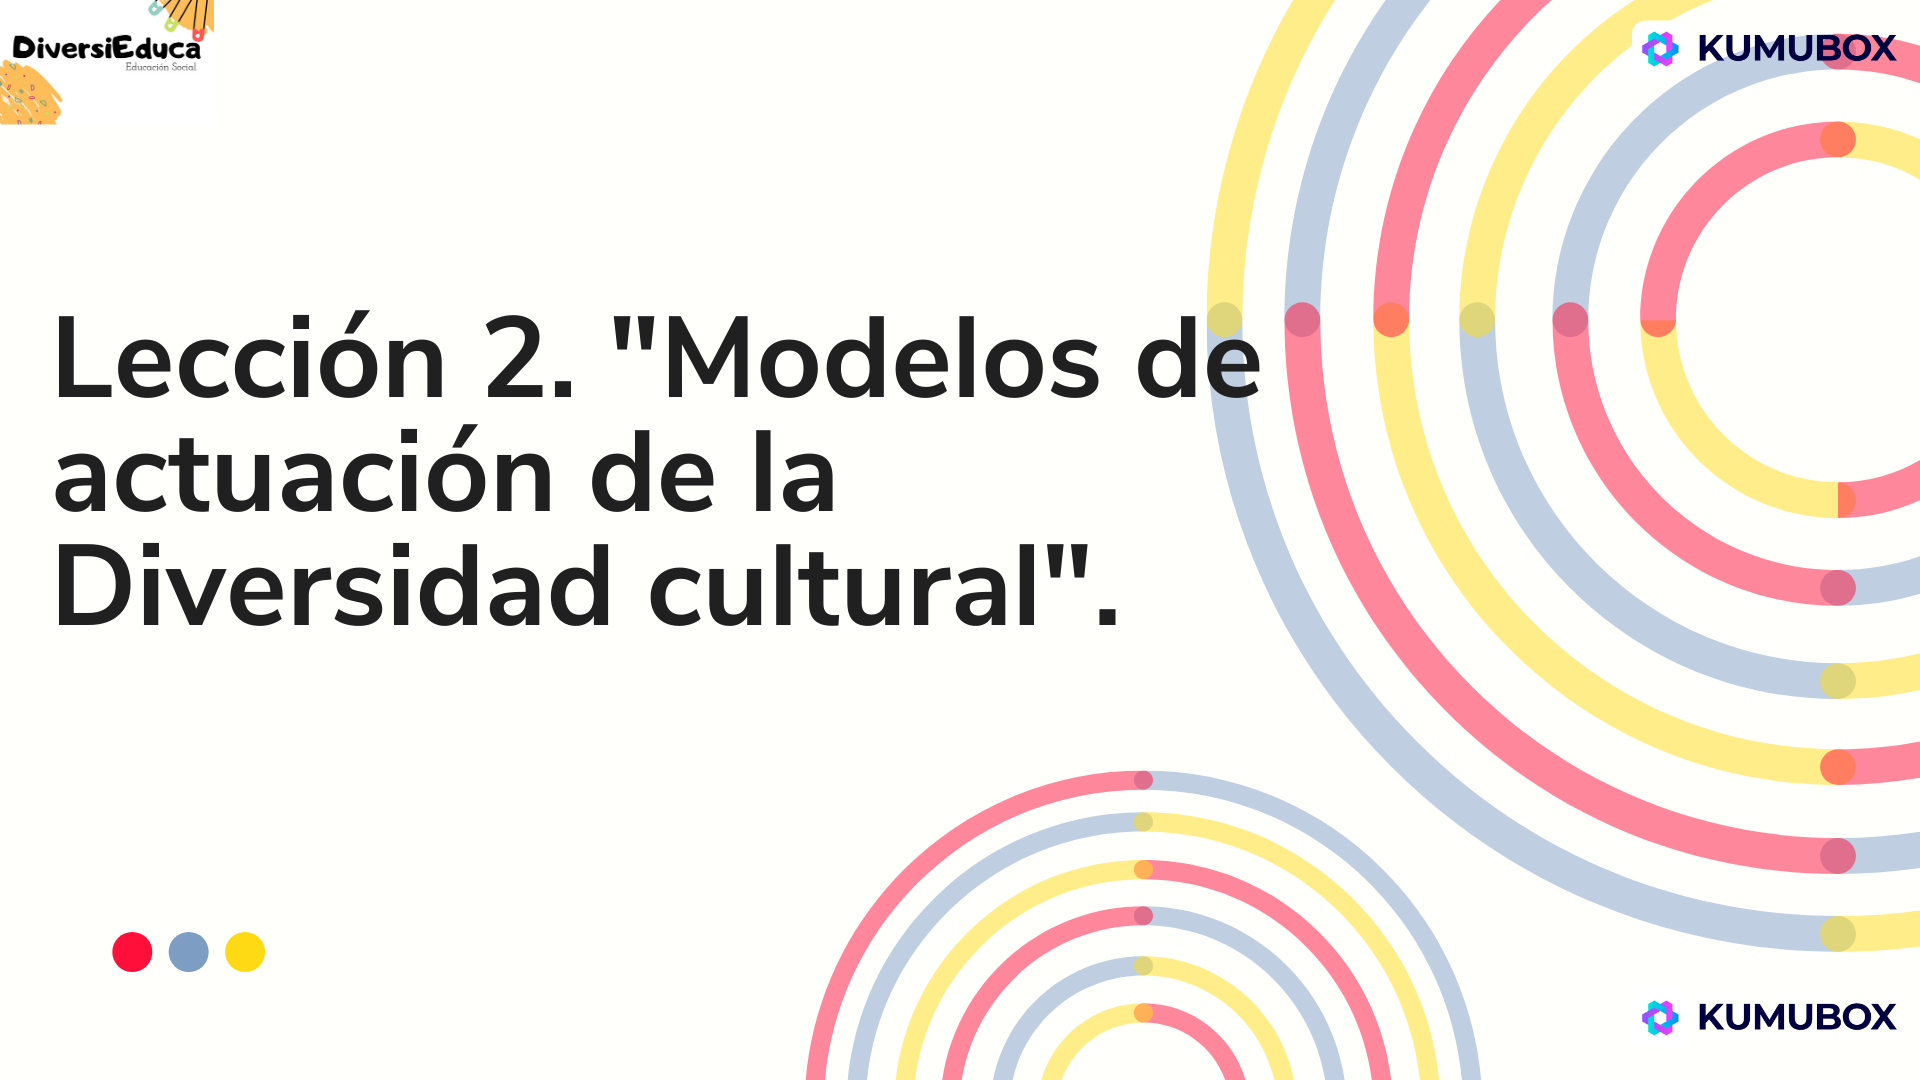 DiversiEduca
Educación Social
KUMUBOX
Lección 2. "Modelos de
actuación de la
Diversidad cultural".
KUMUBOX